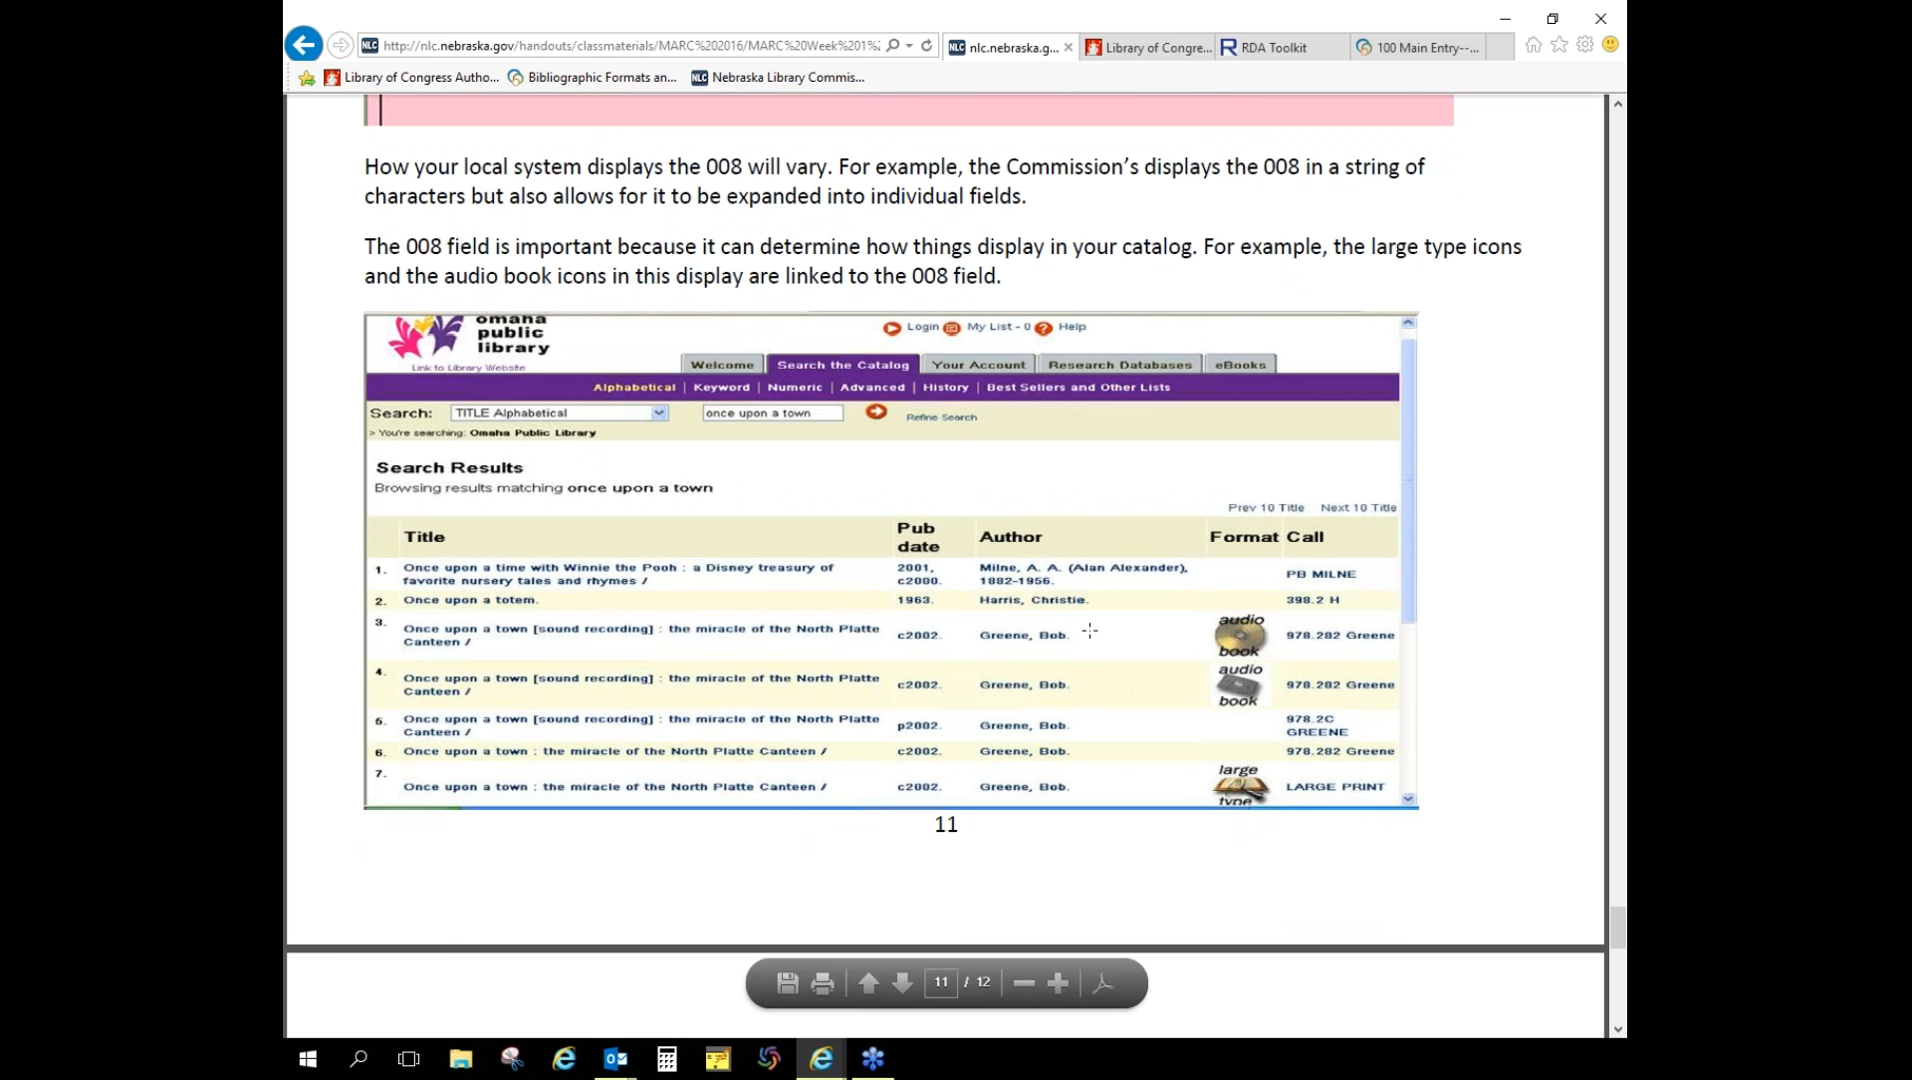 http://nlc.nebraska.gov/handouts/classmaterials/MARC%202016/MARC%20Week%201%:
NLC nlc.nebraska.g...
Library of Congre...
RDA Toolkit
100 Main Entry--...
Library of Congress Autho...
Bibliographic Formats an...
NLC Nebraska Library Commiss...
How your local system displays the 008 will vary. For example, the Commission's displays the 008 in a string of
characters but also allows for it to be expanded into individual fields.
The 008 field is important because it can determine how things display in your catalog. For example, the large type icons
and the audio book icons in this display are linked to the 008 field.
omaha
public
library
Link to Library Website
Login My List - 0 ? Help
Welcome Search the Catalog Your Account Research Databases eBooks
Alphabetical | Keyword | Numeric | Advanced | History | Best Sellers and Other Lists
Search: TITLE Alphabetical once upon a town Refine Search
> You're searching: Omaha Public Library
Search Results
Browsing results matching once upon a town
Prev 10 Title Next 10 Title
Title Pub date Author Format Call
1. Once upon a time with Winnie the Pooh : a Disney treasury of 2001, Milne, A. A. (Alan Alexander), PB MILNE
favorite nursery tales and rhymes / c2000. 1882-1956.
2. Once upon a totem. 1963. Harris, Christie. 398.2 H
3. Once upon a town [sound recording] : the miracle of the North Platte c2002. Greene, Bob. audio book 978.282 Greene
Canteen /
4. Once upon a town [sound recording] : the miracle of the North Platte c2002. Greene, Bob. audio book 978.282 Greene
Canteen /
5. Once upon a town [sound recording] : the miracle of the North Platte p2002. Greene, Bob. 978.2C
Canteen / GREENE
6. Once upon a town : the miracle of the North Platte Canteen / c2002. Greene, Bob. 978.282 Greene
7. Once upon a town : the miracle of the North Platte Canteen / c2002. Greene, Bob. large type LARGE PRINT
11
11 / 12